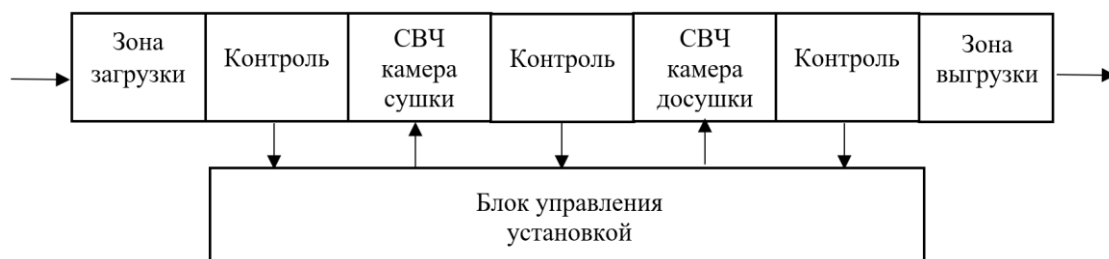 Зона
загрузки
Контроль
СВЧ
камера
сушки
Контроль
СВЧ
камера
досушки
Контроль
Зона
выгрузки
Блок управления
установкой